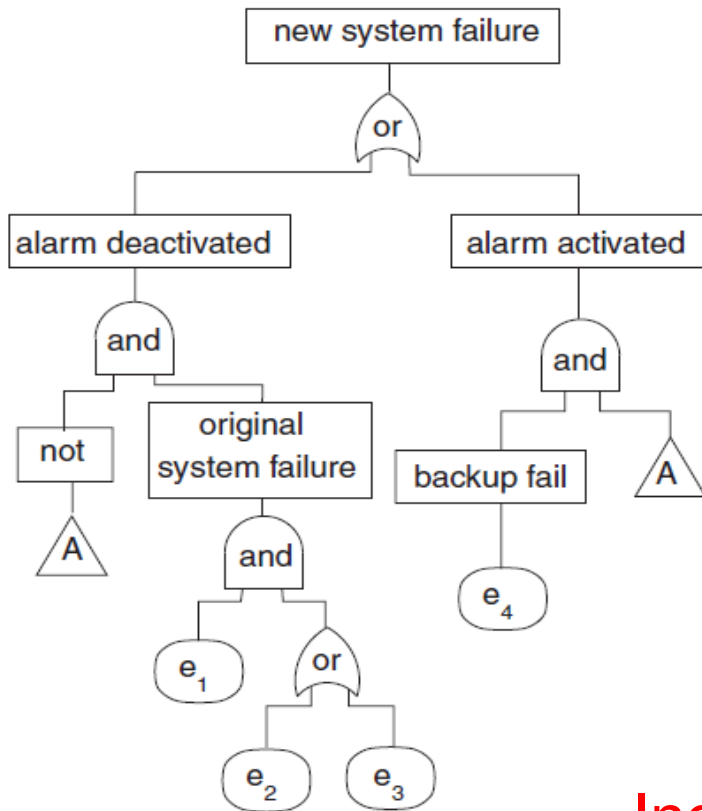 new system failure
or
alarm deactivated
alarm activated
and
and
not
original
system failure
backup fail
A
A
and
e₄
e₁
or
e₂
e₃